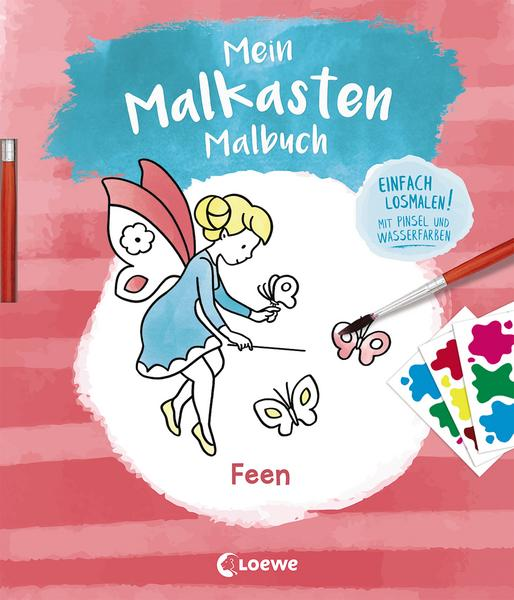 Mein
Malkasten
Malbuch
EINFACH
LOSMALEN!
MIT PINSEL UND
WASSERFARBEN
Feen
Loewe